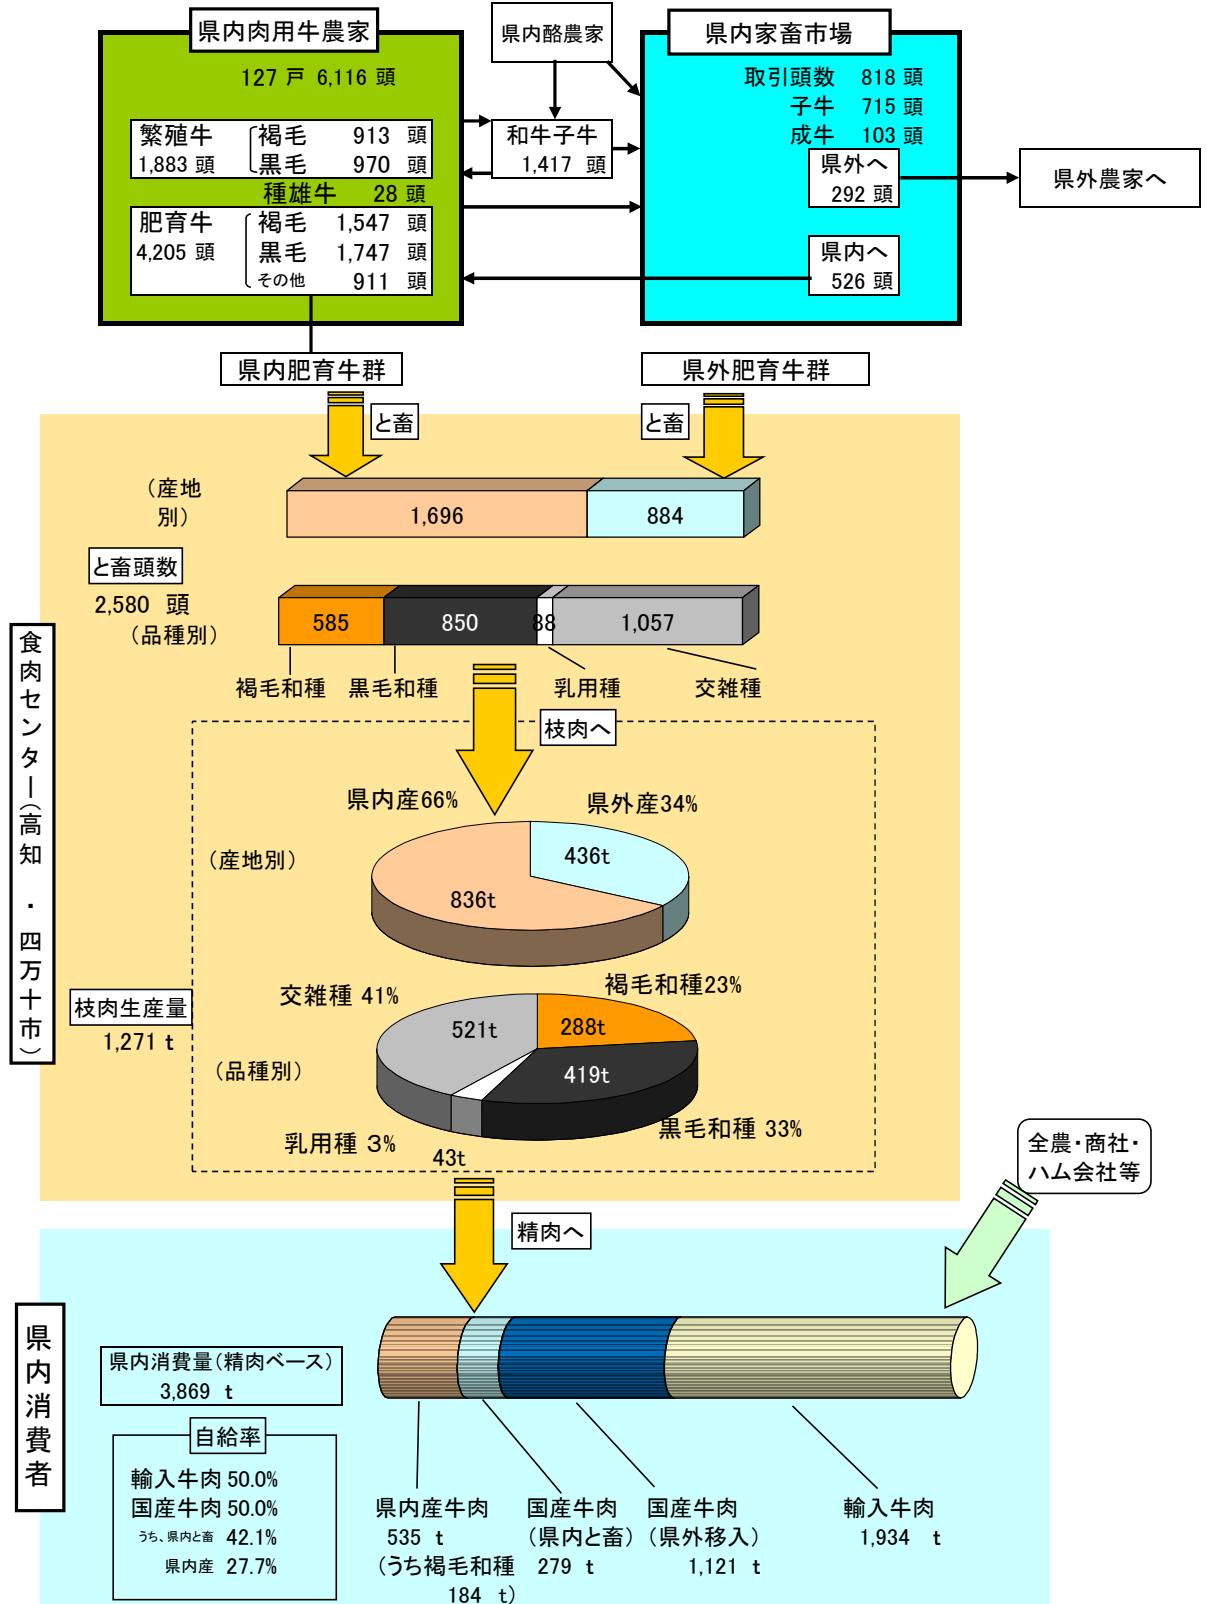 県内肉用牛農家
127 戸 6,116 頭
繁殖牛
1,883 頭
褐毛 913 頭
黒毛 970 頭
種雄牛 28 頭
肥育牛
4,205 頭
褐毛 1,547 頭
黒毛 1,747 頭
その他 911 頭
県内酪農家
和牛子牛
1,417 頭
県内家畜市場
取引頭数 818 頭
子牛 715 頭
成牛 103 頭
県外へ
292 頭
県内へ
526 頭
県外農家へ
県内肥育牛群
県外肥育牛群
と畜
と畜
（産地
別）
1,696
884
と畜頭数
2,580 頭
（品種別）
585
850
88
1,057
褐毛和種
黒毛和種
乳用種
交雑種
食肉センター（高知・四万十市）
枝肉へ
県内産66%
県外産34%
（産地別）
436t
836t
枝肉生産量
1,271 t
交雑種 41%
褐毛和種23%
521t
288t
（品種別）
419t
黒毛和種 33%
乳用種 3%
43t
全農・商社・
ハム会社等
精肉へ
県内消費者
県内消費量（精肉ベース）
3,869 t
自給率
輸入牛肉 50.0%
国産牛肉 50.0%
うち、県内と畜 42.1%
県内産 27.7%
県内産牛肉
535 t
（うち褐毛和種
184 t）
国産牛肉
（県内と畜）
279 t
国産牛肉
（県外移入）
1,121 t
輸入牛肉
1,934 t